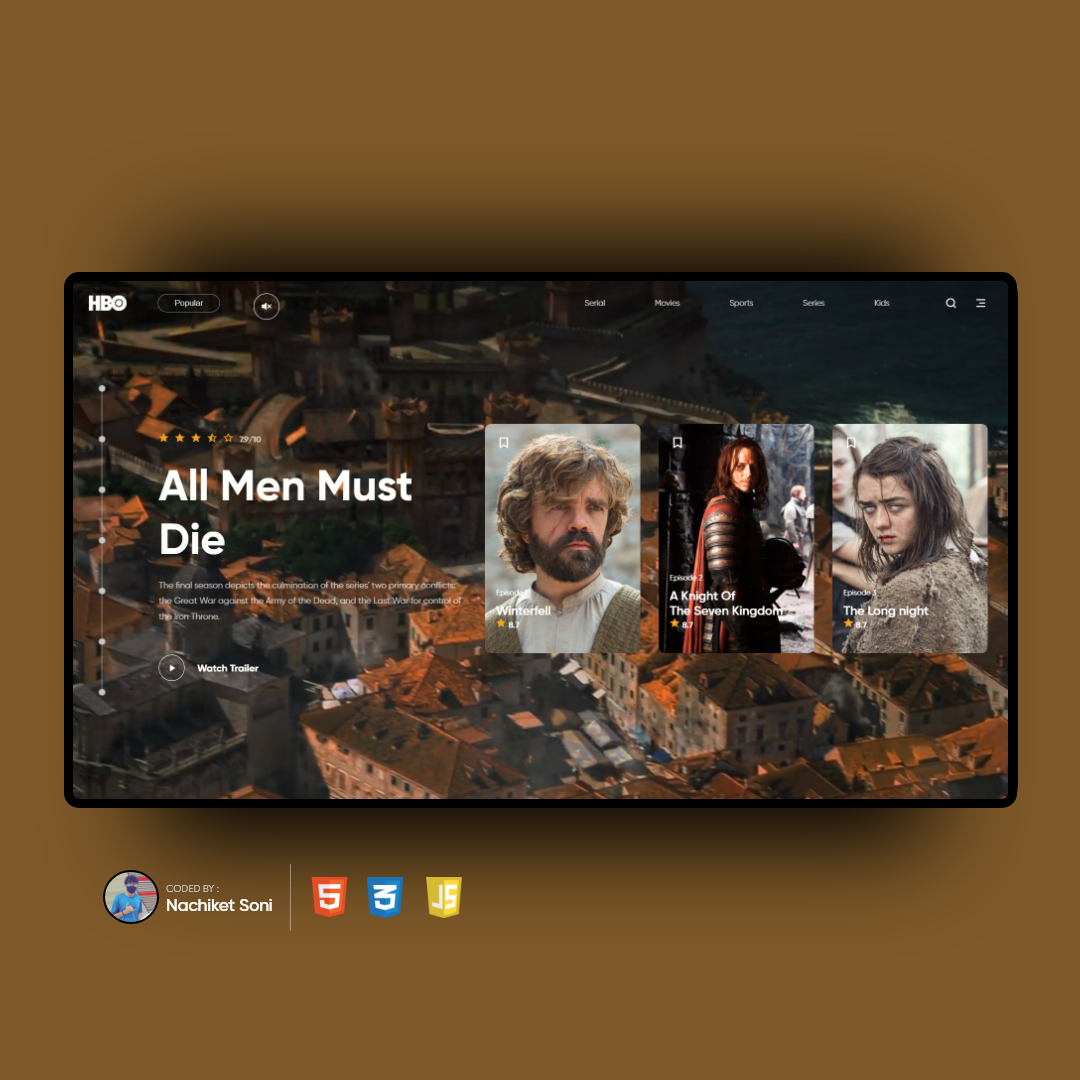 HBO
Popular
Serial
Movies
Sports
Series
Kids
7.9/10
All Men Must
Die
The final season depicts the culmination of the series' two primary conflicts:
the Great War against the Army of the Dead, and the Last War for control of
the Iron Throne.
Watch Trailer
Episode
Winterfell
8.7
Episode 2
A Knight Of
The Seven Kingdom
8.7
Episode 3
The Long night
8.7
CODED BY :
Nachiket Soni
5
3
JS